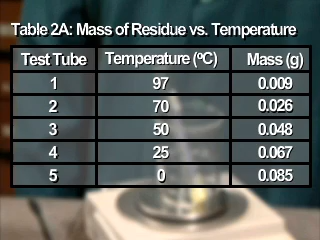 Table 2A: Mass of Residue vs. Temperature
Test Tube Temperature (ºC) Mass (g)
1 97 0.009
2 70 0.026
3 50 0.048
4 25 0.067
5 0 0.085